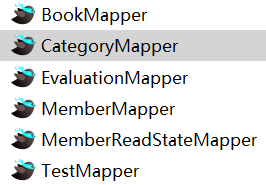 BookMapper
CategoryMapper
EvaluationMapper
MemberMapper
MemberReadStateMapper
TestMapper